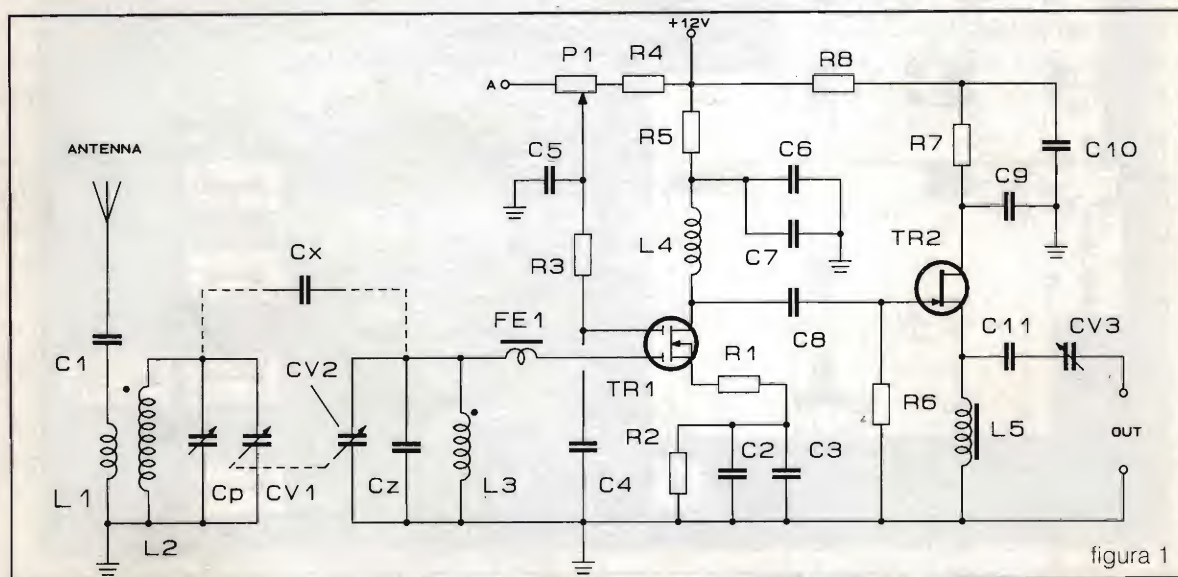 +12V
P1
R4
R8
A
R5
R7
C10
ANTENNA
C5
C6
C9
Cx
L4
C7
TR2
R3
FE1
C8
C11
CV3
C1
CV2
R1
TR1
R6
L5
OUT
R2
C2
C3
L1
Cp
CV1
Cz
L3
C4
L2
figura 1